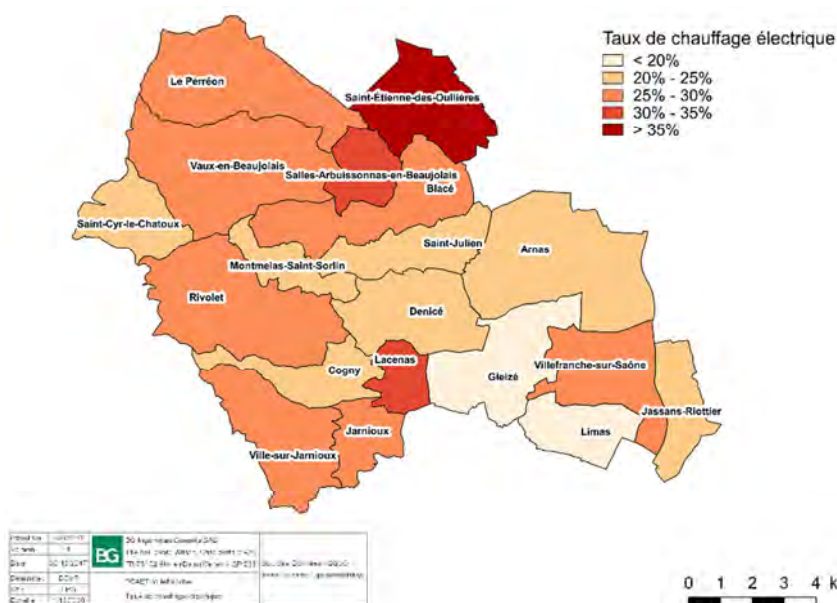 Taux de chauffage électrique
< 20%
20% - 25%
25% - 30%
30% - 35%
> 35%
Le Perréon
Saint-Étienne-des-Oullières
Vaux-en-Beaujolais
Salles-Arbuissonnas-en-Beaujolais
Blacé
Saint-Cyr-le-Chatoux
Saint-Julien
Arnas
Montmelas-Saint-Sorlin
Rivolet
Denicé
Lacenas
Villefranche-sur-Saône
Cogny
Gleizé
Jassans-Riottier
Jarnioux
Limas
Ville-sur-Jarnioux
BG
0 1 2 3 4 k